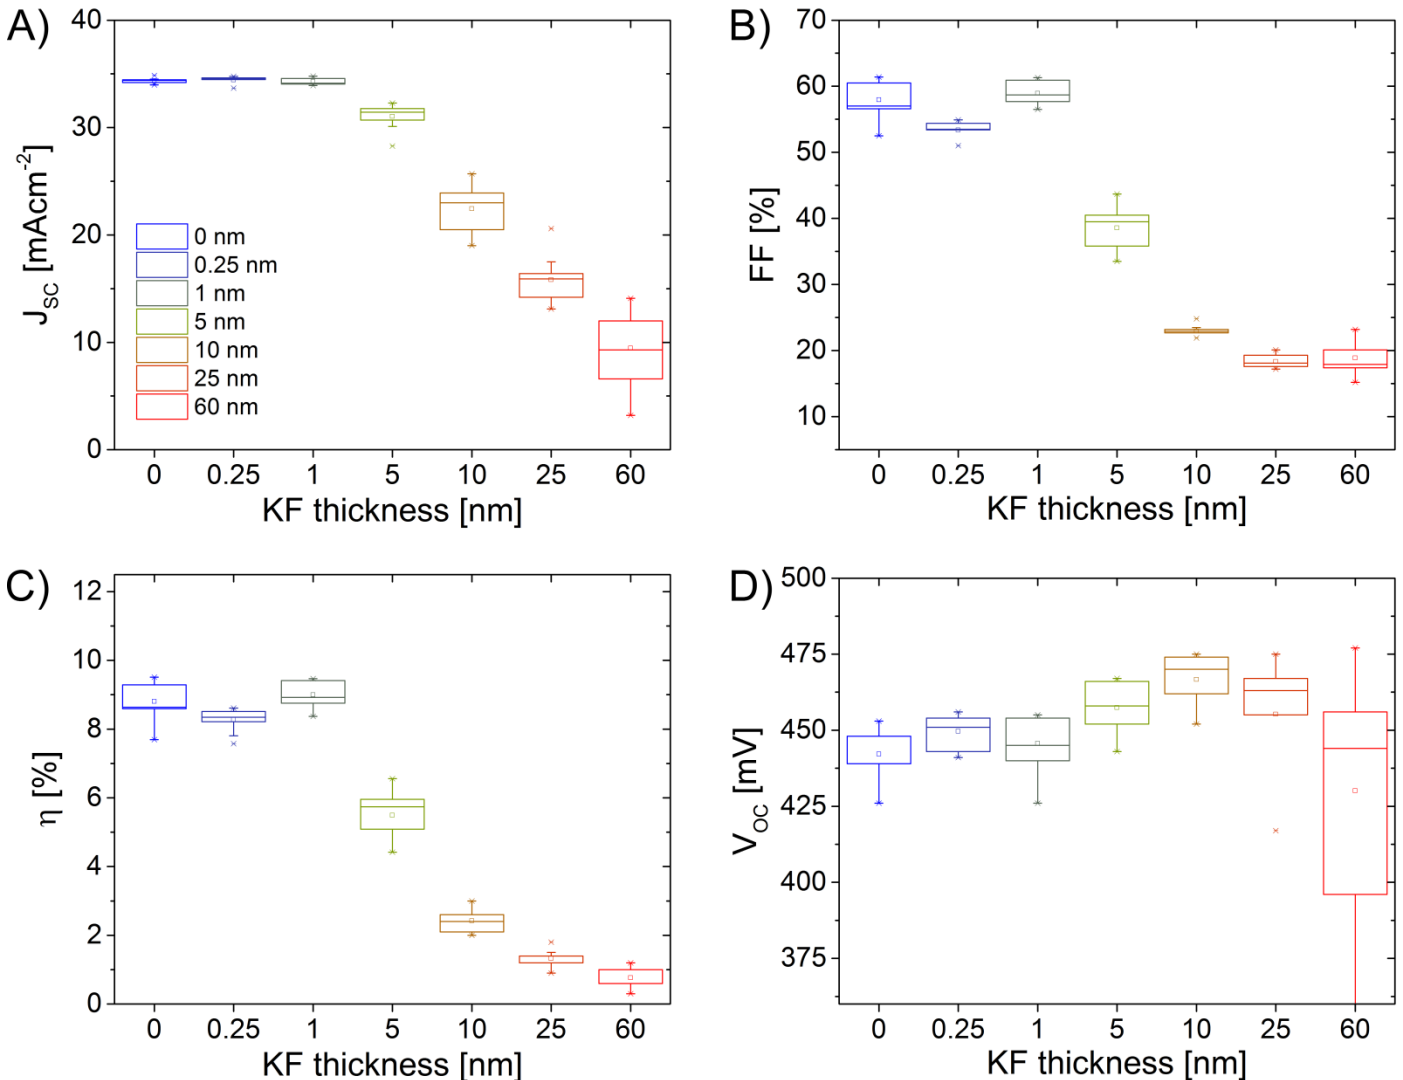 A)
40
30
20
10
0
J_SC [mAcm^-2]
0 nm
0.25 nm
1 nm
5 nm
10 nm
25 nm
60 nm
0 0.25 1 5 10 25 60
KF thickness [nm]
B)
70
60
50
40
30
20
10
FF [%]
0 0.25 1 5 10 25 60
KF thickness [nm]
C)
12
10
8
6
4
2
0
η [%]
0 0.25 1 5 10 25 60
KF thickness [nm]
D)
500
475
450
425
400
375
V_OC [mV]
0 0.25 1 5 10 25 60
KF thickness [nm]